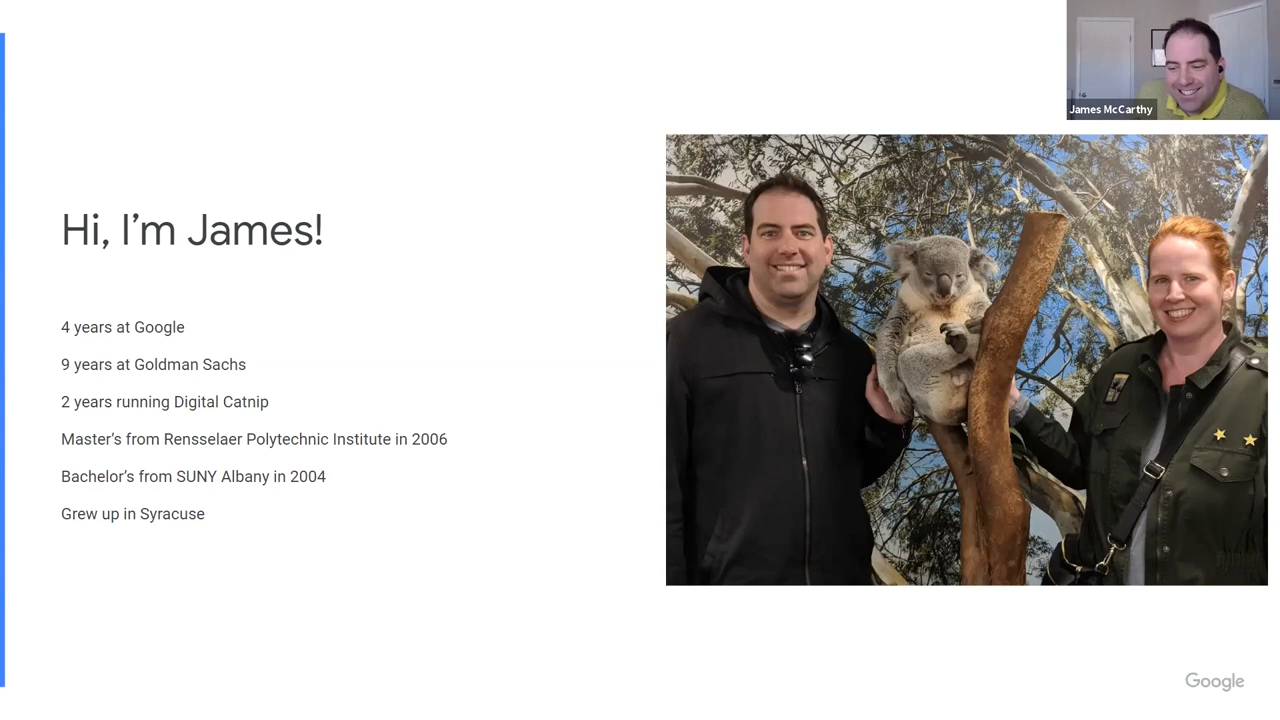 James McCarthy
Hi, I’m James!
4 years at Google
9 years at Goldman Sachs
2 years running Digital Catnip
Master’s from Rensselaer Polytechnic Institute in 2006
Bachelor’s from SUNY Albany in 2004
Grew up in Syracuse
Google